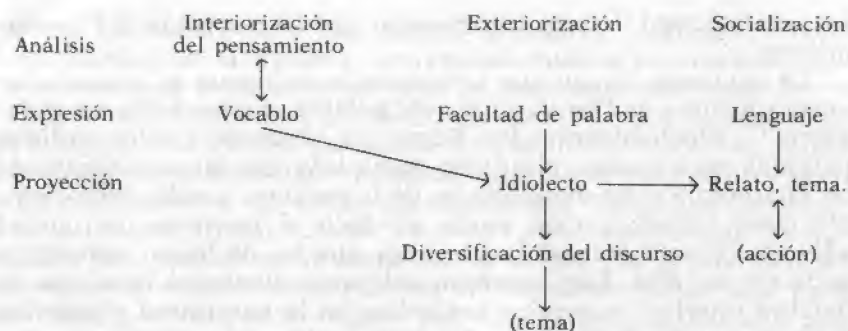 Análisis Interiorización del pensamiento Exteriorización Socialización
Expresión Vocablo Facultad de palabra Lenguaje
Proyección Idiolecto Relato, tema.
Diversificación del discurso (acción)
(tema)